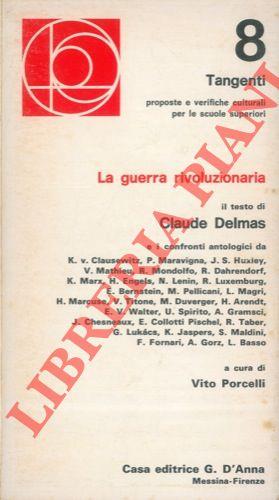 8
Tangenti
proposte e verifiche culturali
per le scuole superiori
La guerra rivoluzionaria
il testo di
Claude Delmas
i confronti antologici da
K. v. Clausewitz, P. Maravigna, J. S. Huxley,
V. Mathieu, R. Mondolfo, R. Dahrendorf,
K. Marx, H. Engels, N. Lenin, R. Luxemburg,
E. Bernstein, M. Pellicani, L. Magri,
H. Marcuse, V. Stone, M. Duverger, H. Arendt,
E. V. Walter, U. Spirito, A. Gramsci,
J. Chesneaux, E. Collotti Pischel, R. Taber,
G. Lukács, K. Jaspers, S. Maldini,
F. Fornari, A. Gorz, L. Basso
a cura di
Vito Porcelli
Casa editrice G. D'Anna
Messina-Firenze
LIBRERIA PIANI